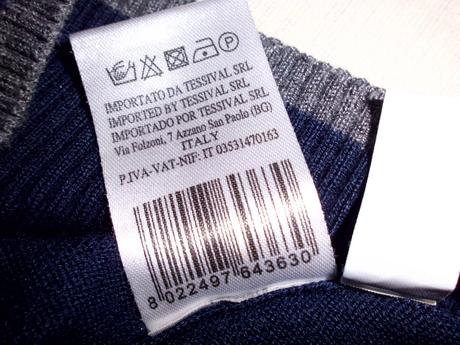 P
IMPORTATO DA TESSIVAL SRL
IMPORTED BY TESSIVAL SRL
IMPORTADO POR TESSIVAL SRL
Via Folzoni, 7 Azzano San Paolo (BG)
ITALY
P.IVA-VAT-NIF: IT 03531470163
8 022497 643630